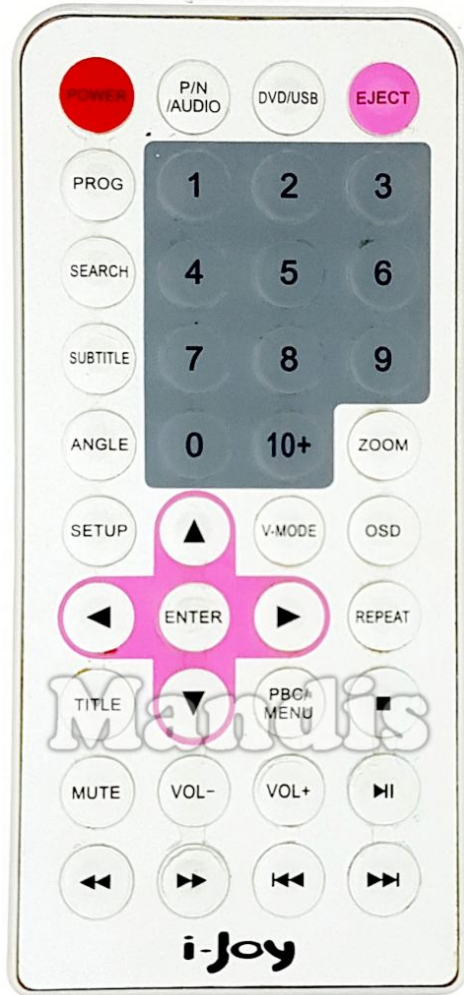 POWER
P/N
/AUDIO
DVD/USB
EJECT
PROG
1
2
3
SEARCH
4
5
6
SUBTITLE
7
8
9
ANGLE
0
10+
ZOOM
SETUP
V-MODE
OSD
ENTER
REPEAT
TITLE
PBC/
MENU
Mandis
MUTE
VOL-
VOL+
i-Joy